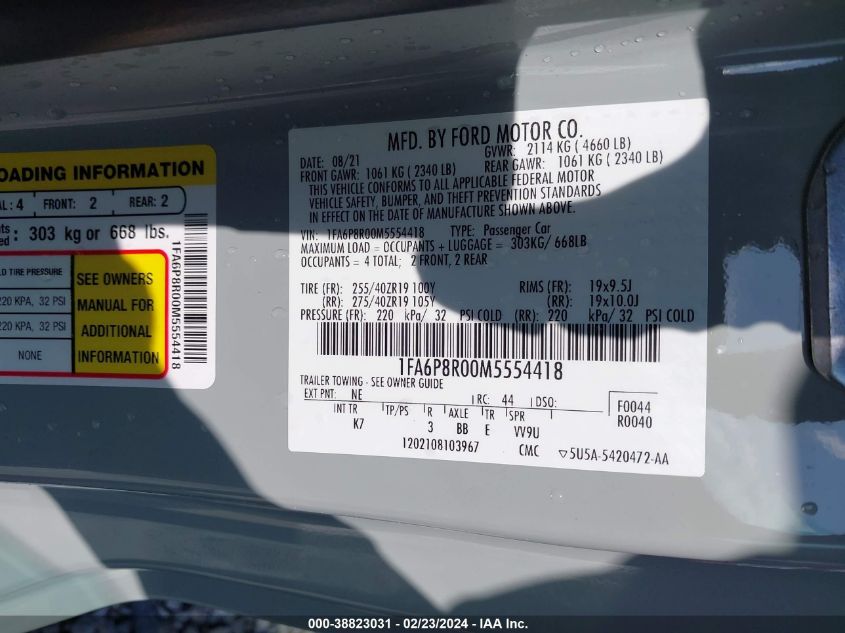 OADING INFORMATION
AL: 4 FRONT: 2 REAR: 2
303 kg or 668 lbs.
TIRE PRESSURE
220 KPA, 32 PSI
220 KPA, 32 PSI
NONE
SEE OWNERS
MANUAL FOR
ADDITIONAL
INFORMATION
1FA6P8R00M5554418
MFD. BY FORD MOTOR CO.
DATE: 08/21 GVWR: 2114 KG ( 4660 LB)
FRONT GAWR: 1061 KG ( 2340 LB) REAR GAWR: 1061 KG ( 2340 LB)
THIS VEHICLE CONFORMS TO ALL APPLICABLE FEDERAL MOTOR
VEHICLE SAFETY, BUMPER, AND THEFT PREVENTION STANDARDS
IN EFFECT ON THE DATE OF MANUFACTURE SHOWN ABOVE.
VIN: 1FA6P8R00M5554418 TYPE: Passenger Car
MAXIMUM LOAD = OCCUPANTS + LUGGAGE = 303KG/ 668LB
OCCUPANTS = 4 TOTAL; 2 FRONT, 2 REAR
TIRE (FR): 255/40ZR19 100Y RIMS (FR): 19x9.5J
(RR): 275/40ZR19 105Y (RR): 19x10.0J
PRESSURE (FR): 220 kPa/ 32 PSI COLD (RR): 220 kPa/ 32 PSI COLD
1FA6P8R00M5554418
TRAILER TOWING - SEE OWNER GUIDE
EXT PNT: NE RC: 44 DSO: F0044
R0040
INT TR TP/PS R AXLE TR SPR
K7 3 BB E VV9U
1202108103967 CMC ▽5U5A-5420472-AA
000-38823031 - 02/23/2024 - IAA Inc.